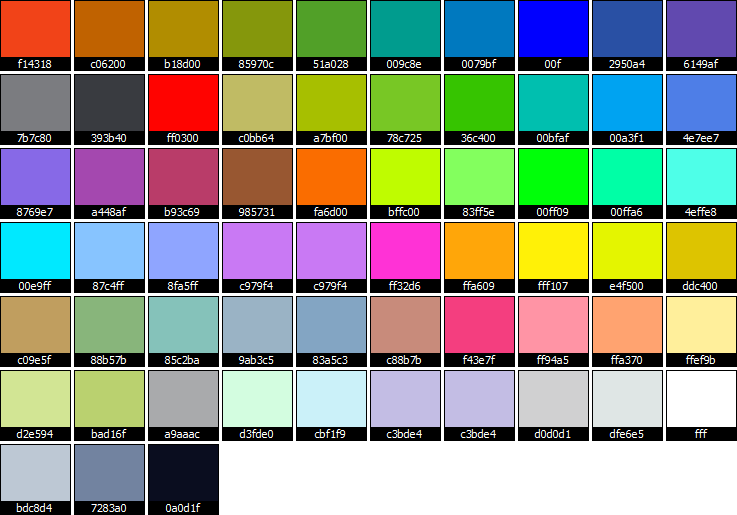 f14318 c06200 b18d00 85970c 51a028 009c8e 0079bf 00f 2950a4 6149af
7b7c80 393b40 ff0300 c0bb64 a7bf00 78c725 36c400 00bfaf 00a3f1 4e7ee7
8769e7 a448af b93c69 985731 fa6d00 bffc00 83ff5e 00ff09 00ffa6 4effe8
00e9ff 87c4ff 8fa5ff c979f4 c979f4 ff32d6 ffa609 fff107 e4f500 ddc400
c09e5f 88b57b 85c2ba 9ab3c5 83a5c3 c88b7b f43e7f ff94a5 ffa370 ffef9b
d2e594 bad16f a9aaac d3fde0 cbf1f9 c3bde4 c3bde4 d0d0d1 dfe6e5 fff
bdc8d4 7283a0 0a0d1f